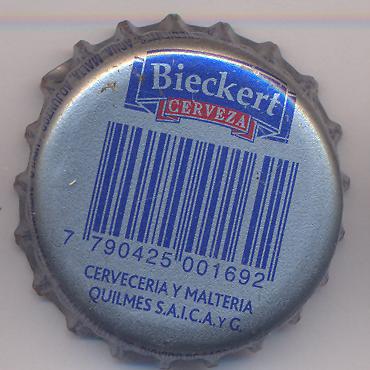 Bieckert
CERVEZA
7 790425 001692
CERVECERIA Y MALTERIA
QUILMES S.A.I.C.A. y G.